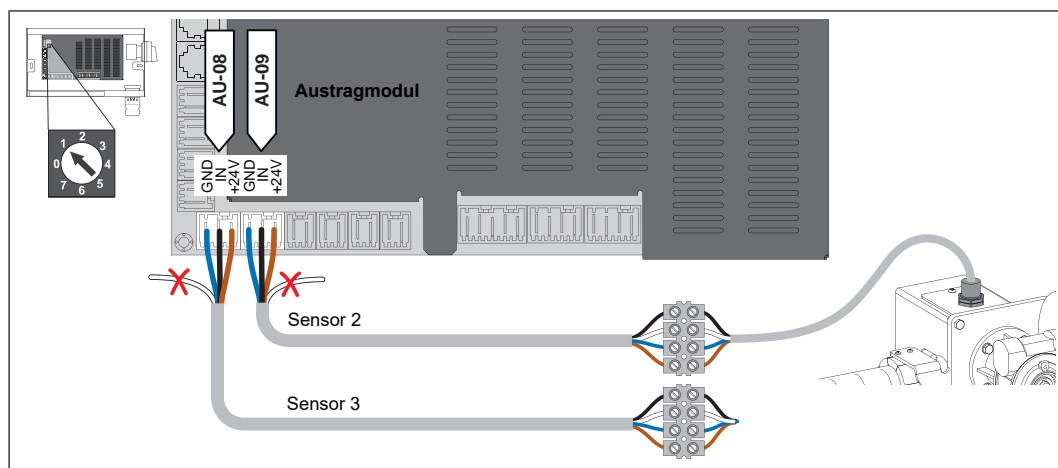 AU-08
AU-09
Austragmodul
GND
IN
+24V
GND
IN
+24V
0
1
2
3
4
5
6
7
Sensor 2
Sensor 3